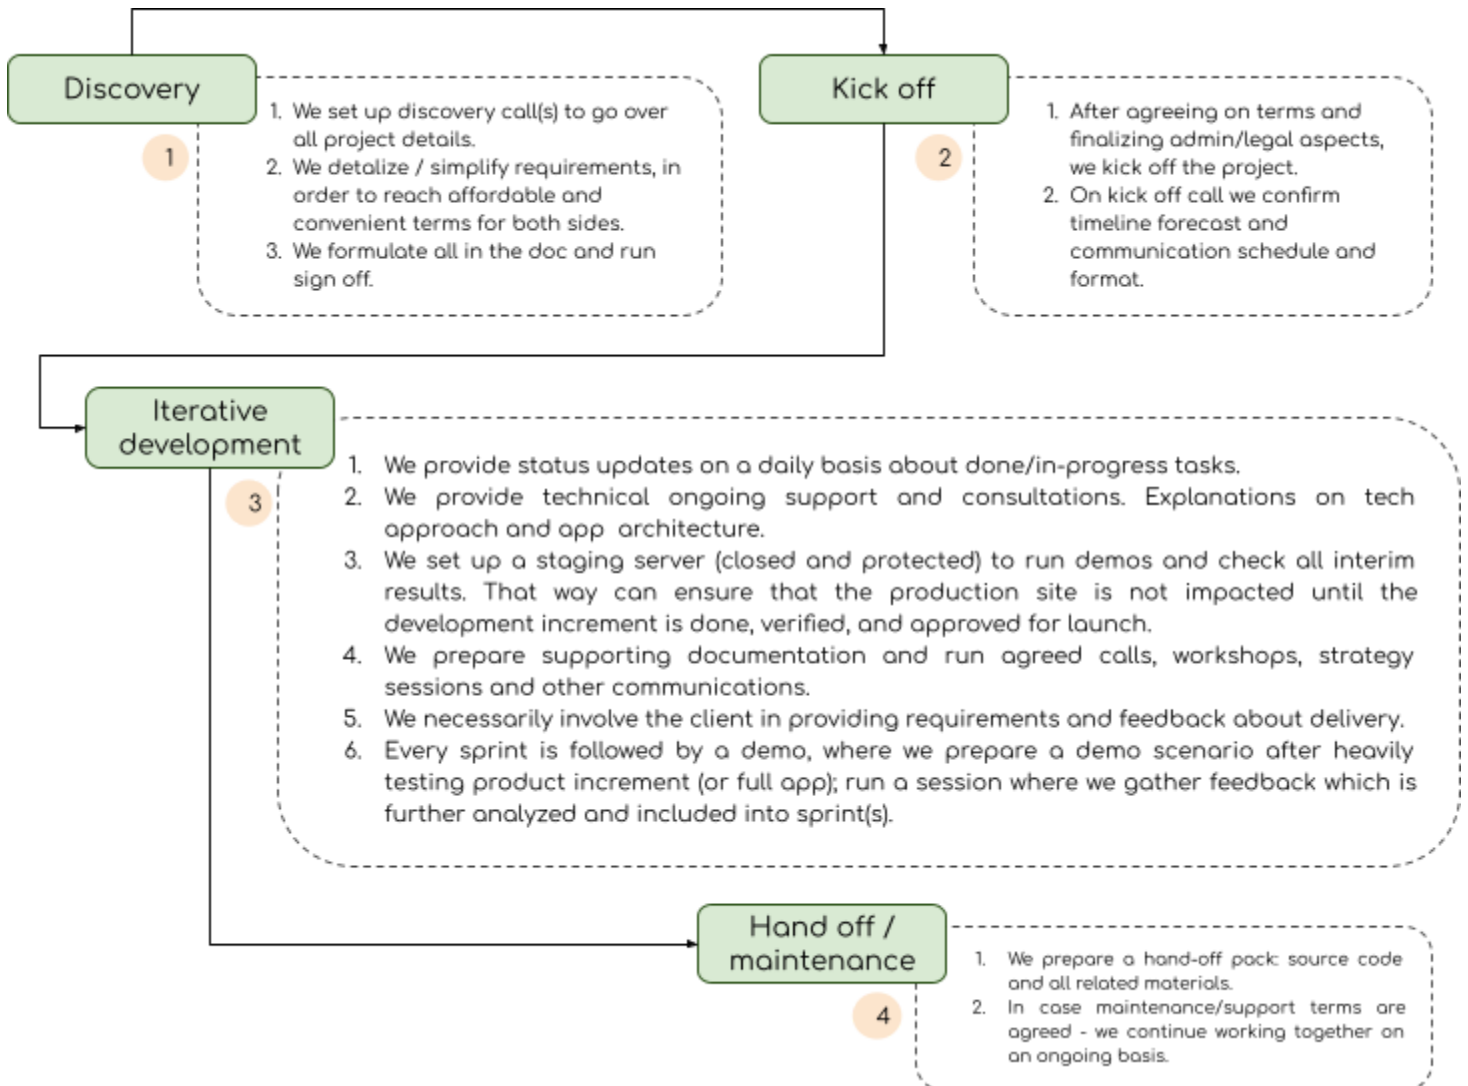 Discovery
1. We set up discovery call(s) to go over
all project details.
2. We detalize / simplify requirements, in
order to reach affordable and
convenient terms for both sides.
3. We formulate all in the doc and run
sign off.
1
Kick off
1. After agreeing on terms and
finalizing admin/legal aspects,
we kick off the project.
2. On kick off call we confirm
timeline forecast and
communication schedule and
format.
2
Iterative
development
1. We provide status updates on a daily basis about done/in-progress tasks.
2. We provide technical ongoing support and consultations. Explanations on tech
approach and app architecture.
3. We set up a staging server (closed and protected) to run demos and check all interim
results. That way can ensure that the production site is not impacted until the
development increment is done, verified, and approved for launch.
4. We prepare supporting documentation and run agreed calls, workshops, strategy
sessions and other communications.
5. We necessarily involve the client in providing requirements and feedback about delivery.
6. Every sprint is followed by a demo, where we prepare a demo scenario after heavily
testing product increment (or full app); run a session where we gather feedback which is
further analyzed and included into sprint(s).
3
Hand off /
maintenance
1. We prepare a hand-off pack: source code
and all related materials.
2. In case maintenance/support terms are
agreed - we continue working together on
an ongoing basis.
4